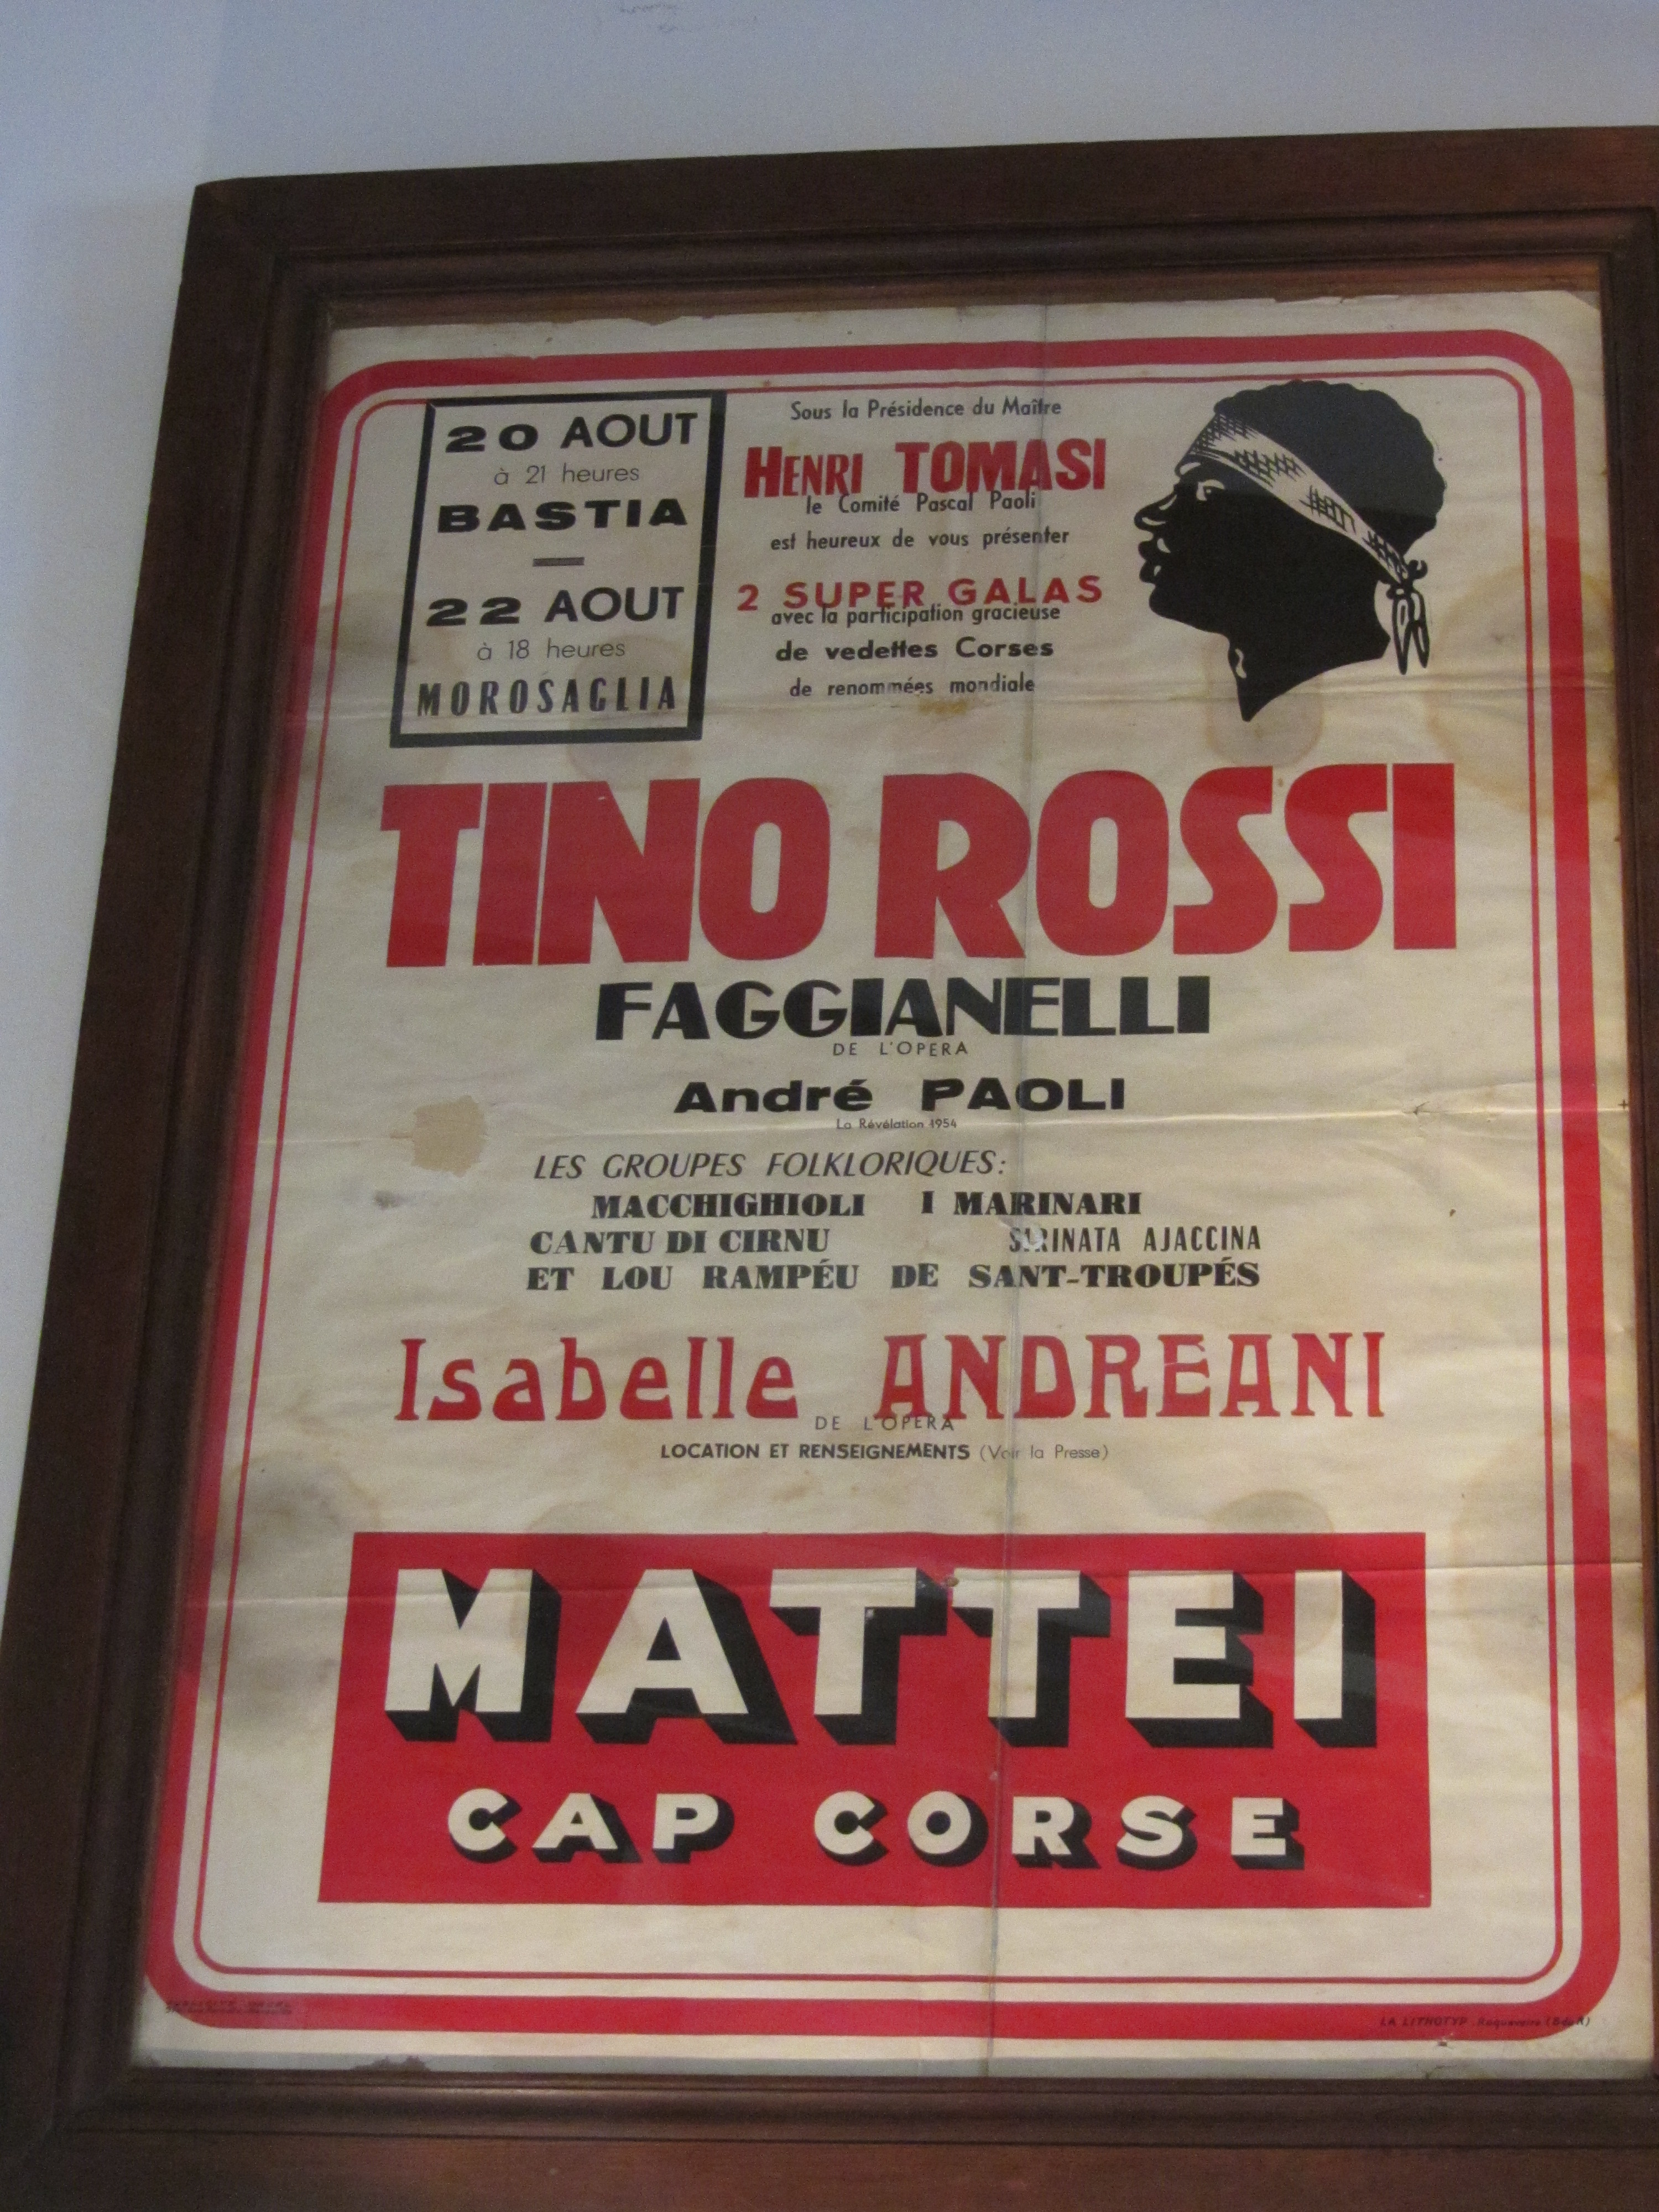 20 AOUT
à 21 heures
BASTIA
22 AOUT
à 18 heures
MOROSAGLIA
Sous la Présidence du Maître
HENRI TOMASI
le Comité Pascal Paoli
est heureux de vous présenter
2 SUPER GALAS
avec la participation gracieuse
de vedettes Corses
de renommées mondiale
TINO ROSSI
FAGGIANELLI
DE L'OPERA
André PAOLI
La Révélation 1954
LES GROUPES FOLKLORIQUES:
MACCHIGHIOLI I MARINARI
CANTU DI CIRNU SIRINATA AJACCINA
ET LOU RAMPÉU DE SANT-TROUPÉS
Isabelle ANDREANI
DE L'OPERA
LOCATION ET RENSEIGNEMENTS (Voir la Presse)
MATTEI
CAP CORSE
LA LITHOTYP Roquevaire (B-du-R)